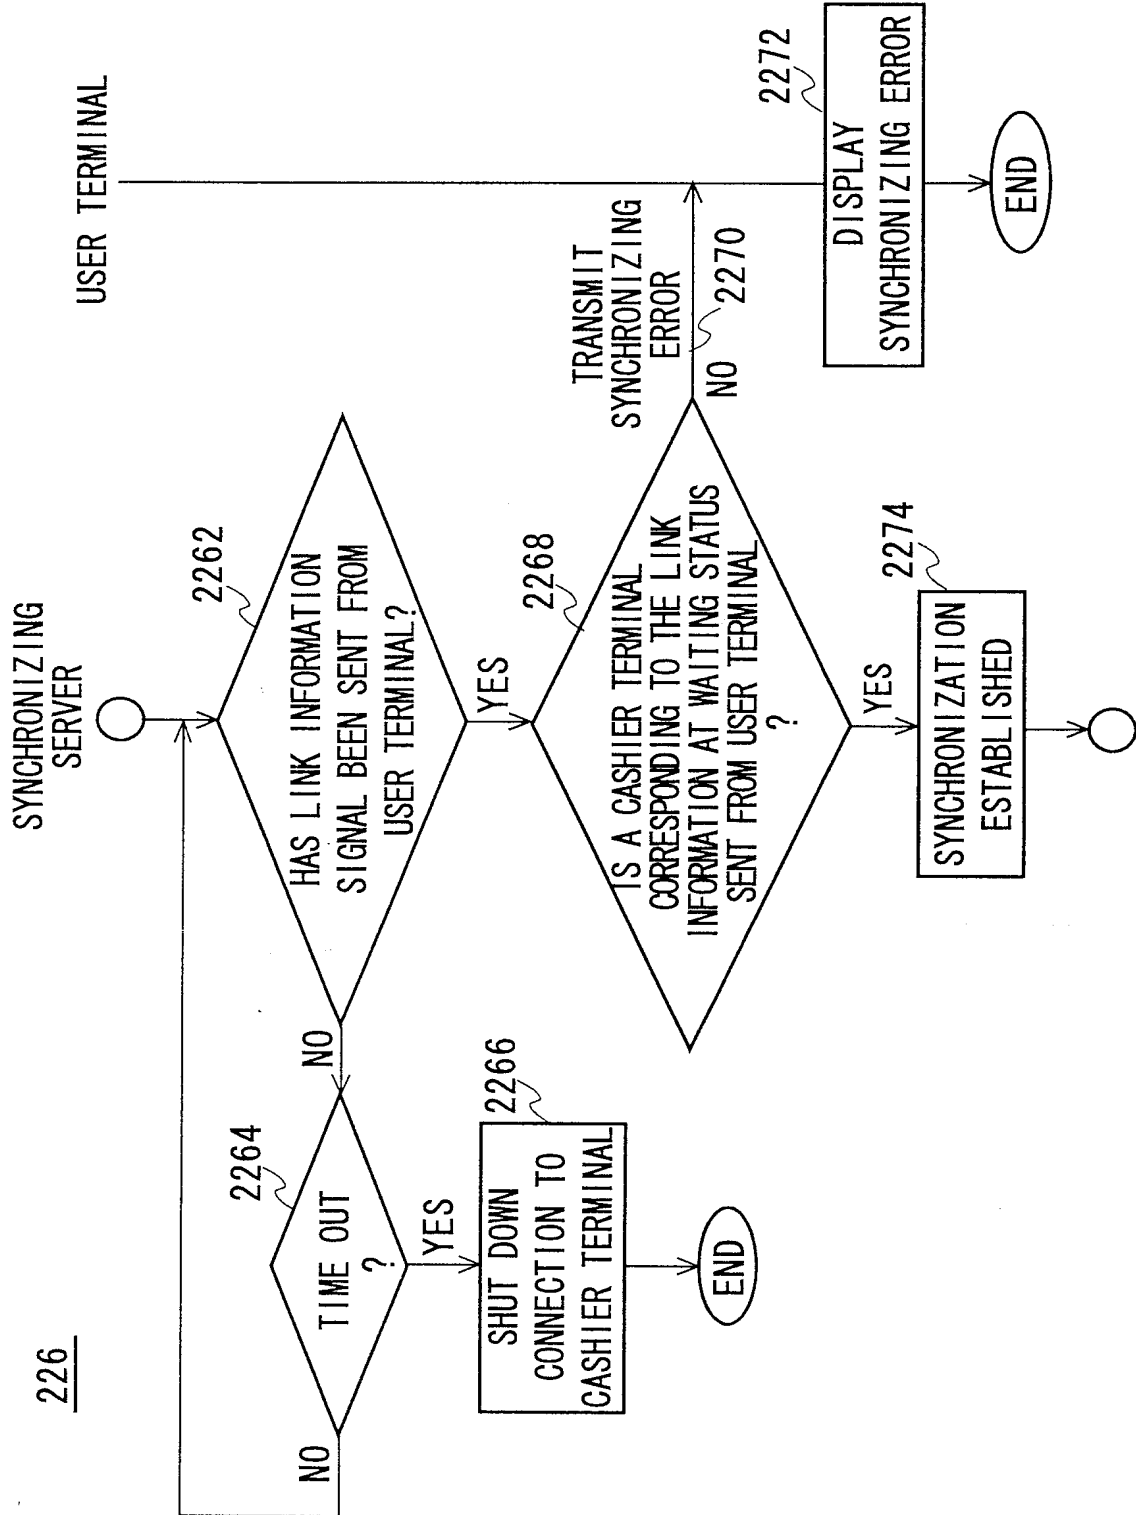 226
SYNCHRONIZING
SERVER
USER TERMINAL
2262
HAS LINK INFORMATION
SIGNAL BEEN SENT FROM
USER TERMINAL?
NO
YES
2264
TIME OUT
?
NO
YES
2266
SHUT DOWN
CONNECTION TO
CASHIER TERMINAL
END
2268
IS A CASHIER TERMINAL
CORRESPONDING TO THE LINK
INFORMATION AT WAITING STATUS
SENT FROM USER TERMINAL
?
NO
YES
TRANSMIT
SYNCHRONIZING
ERROR
2270
2272
DISPLAY
SYNCHRONIZING ERROR
END
2274
SYNCHRONIZATION
ESTABLISHED